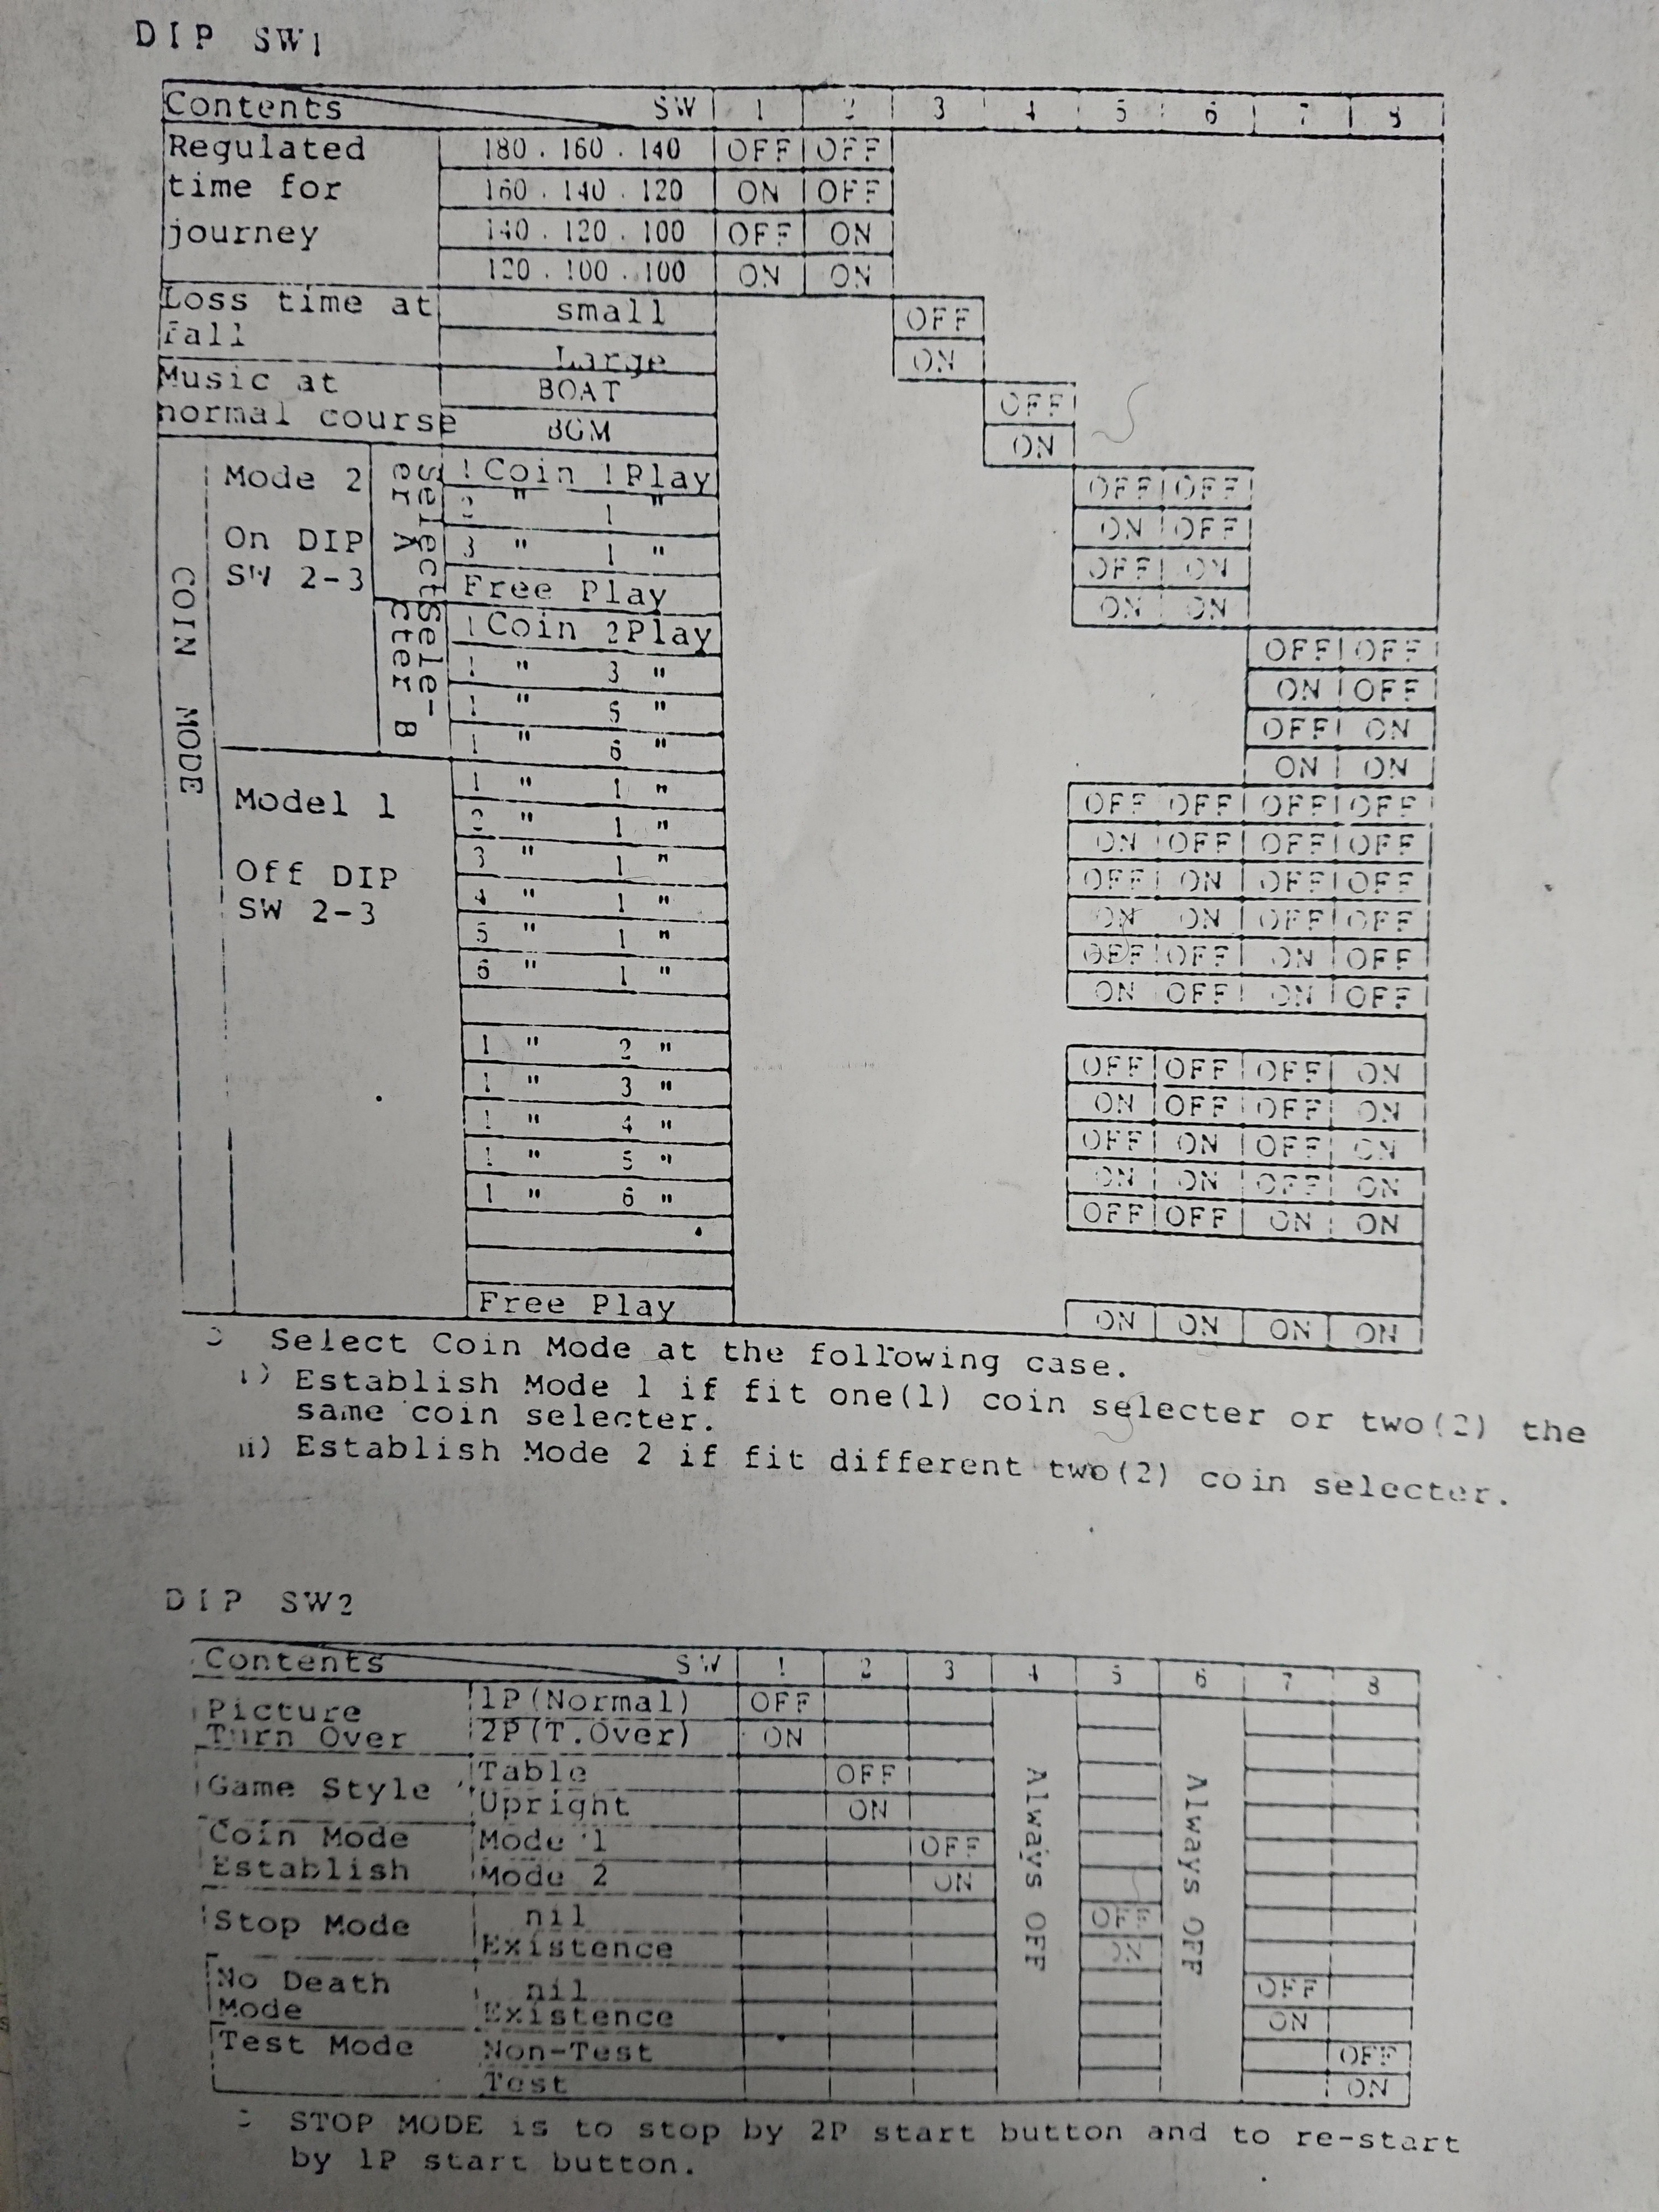 DIP SW1
Contents SW 1 2 3 4 5 6 7 8
Regulated time for journey 180 . 160 . 140 OFF OFF
160 . 140 . 120 ON OFF
140 . 120 . 100 OFF ON
120 . 100 . 100 ON ON
Loss time at fall small OFF
Large ON
Music at normal course BOAT OFF
BGM ON
COIN MODE
Mode 2 On DIP SW 2-3
Selecter A
1 Coin 1 Play OFF OFF
2 " 1 " ON OFF
3 " 1 " OFF ON
Free Play ON ON
Sele-cter B
1 Coin 2 Play OFF OFF
1 " 3 " ON OFF
1 " 5 " OFF ON
1 " 6 " ON ON
Model 1 Off DIP SW 2-3
1 " 1 " OFF OFF OFF OFF
2 " 1 " ON OFF OFF OFF
3 " 1 " OFF ON OFF OFF
4 " 1 " ON ON OFF OFF
5 " 1 " OFF OFF ON OFF
6 " 1 " ON OFF ON OFF
1 " 2 " OFF OFF OFF ON
1 " 3 " ON OFF OFF ON
1 " 4 " OFF ON OFF ON
1 " 5 " ON ON OFF ON
1 " 6 " OFF OFF ON ON
Free Play ON ON ON ON
Select Coin Mode at the following case.
i) Establish Mode 1 if fit one(1) coin selecter or two(2) the
same coin selecter.
ii) Establish Mode 2 if fit different two(2) coin selecter.
DIP SW2
Contents SW 1 2 3 4 5 6 7 8
Picture Turn Over 1P(Normal) OFF
2P(T.Over) ON
Game Style Table OFF
Upright ON
Coin Mode Establish Mode 1 OFF
Mode 2 ON
Stop Mode nil OFF
Existence ON
No Death Mode nil OFF
Existence ON
Test Mode Non-Test OFF
Test ON
Always OFF
Always OFF
STOP MODE is to stop by 2P start button and to re-start
by 1P start button.